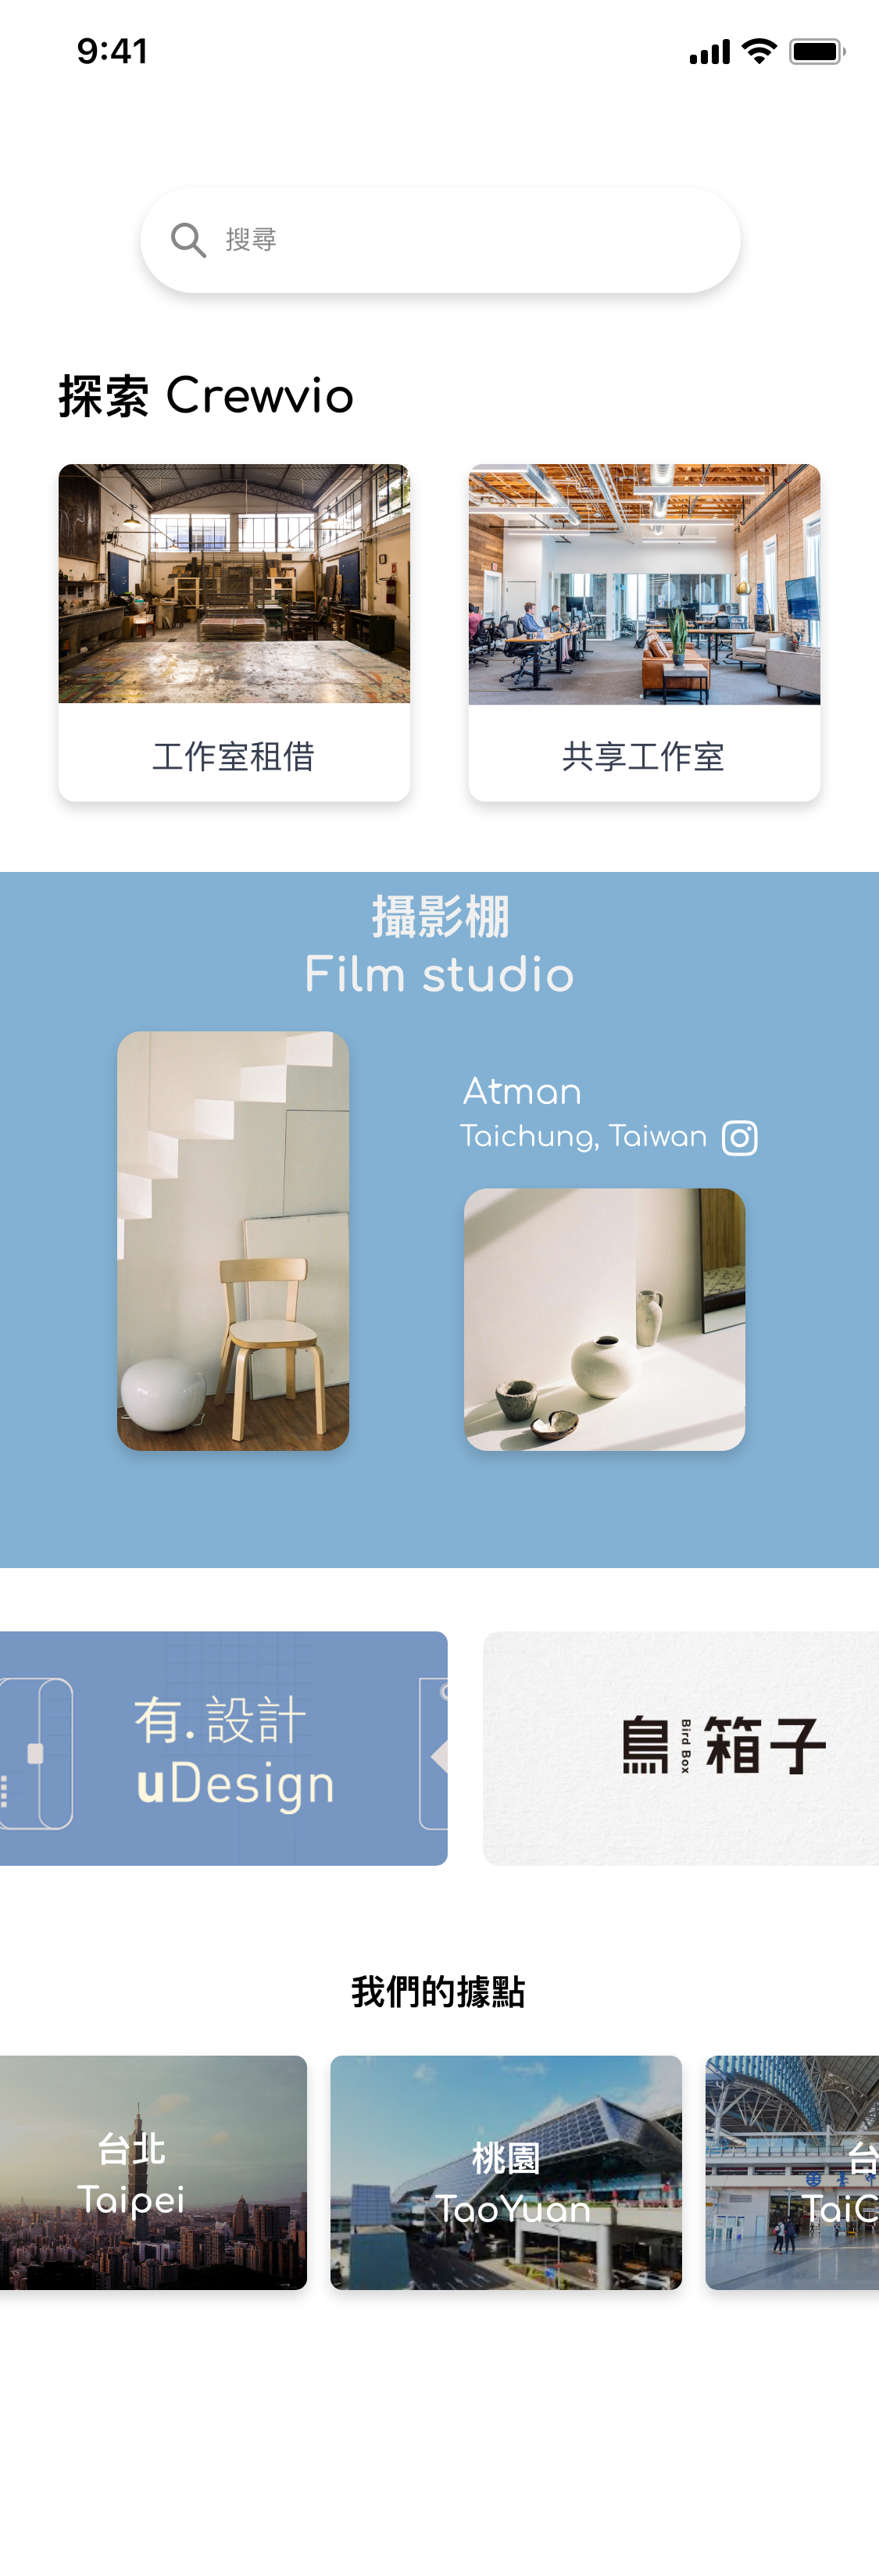 9:41
搜尋
探索 Crewvio
工作室租借
共享工作室
攝影棚
Film studio
Atman
Taichung, Taiwan
有.設計
uDesign
鳥箱子
Bird Box
我們的據點
台北
Taipei
桃園
TaoYuan
台
TaiC